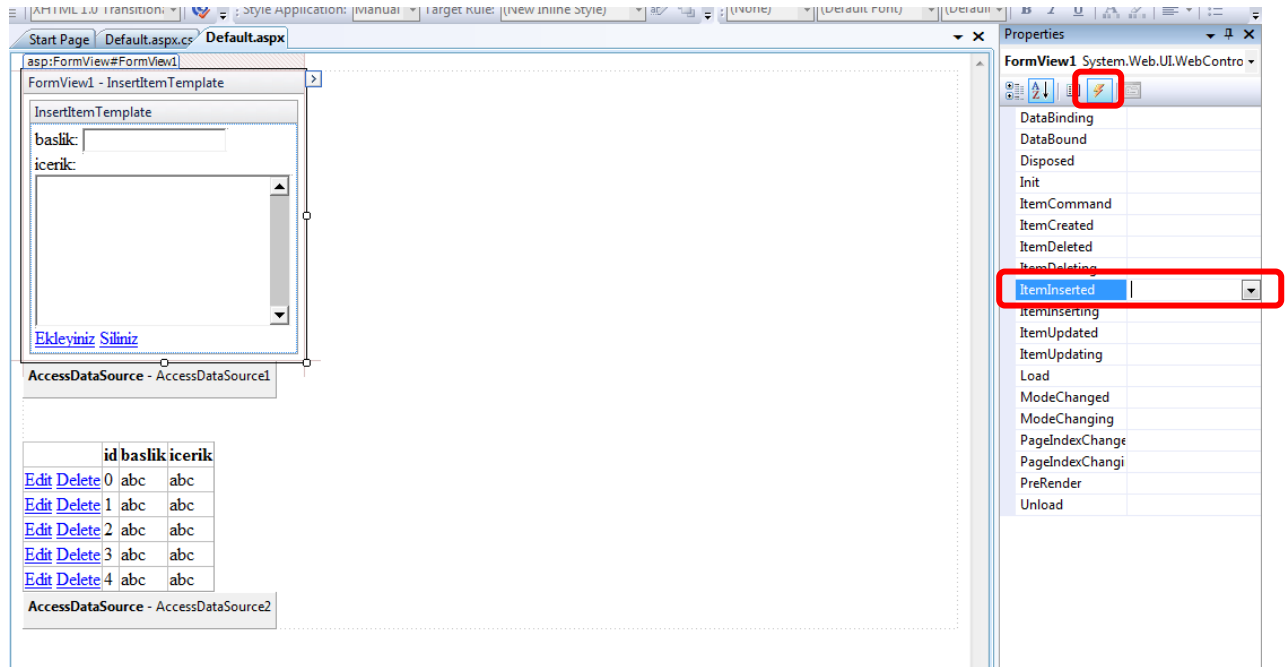 XHTML 1.0 Transition: ; Style Application: Manual Target Rule: (New Inline Style) (None) (Default Font) (Default B I U
Start Page Default.aspx.cs Default.aspx
Properties
asp:FormView#FormView1
FormView1 - InsertItemTemplate
InsertItemTemplate
baslik:
icerik:
Ekleyiniz Siliniz
AccessDataSource - AccessDataSource1
id baslik icerik
Edit Delete 0 abc abc
Edit Delete 1 abc abc
Edit Delete 2 abc abc
Edit Delete 3 abc abc
Edit Delete 4 abc abc
AccessDataSource - AccessDataSource2
FormView1 System.Web.UI.WebContro
DataBinding
DataBound
Disposed
Init
ItemCommand
ItemCreated
ItemDeleted
ItemDeleting
ItemInserted
ItemInserting
ItemUpdated
ItemUpdating
Load
ModeChanged
ModeChanging
PageIndexChange
PageIndexChangi
PreRender
Unload